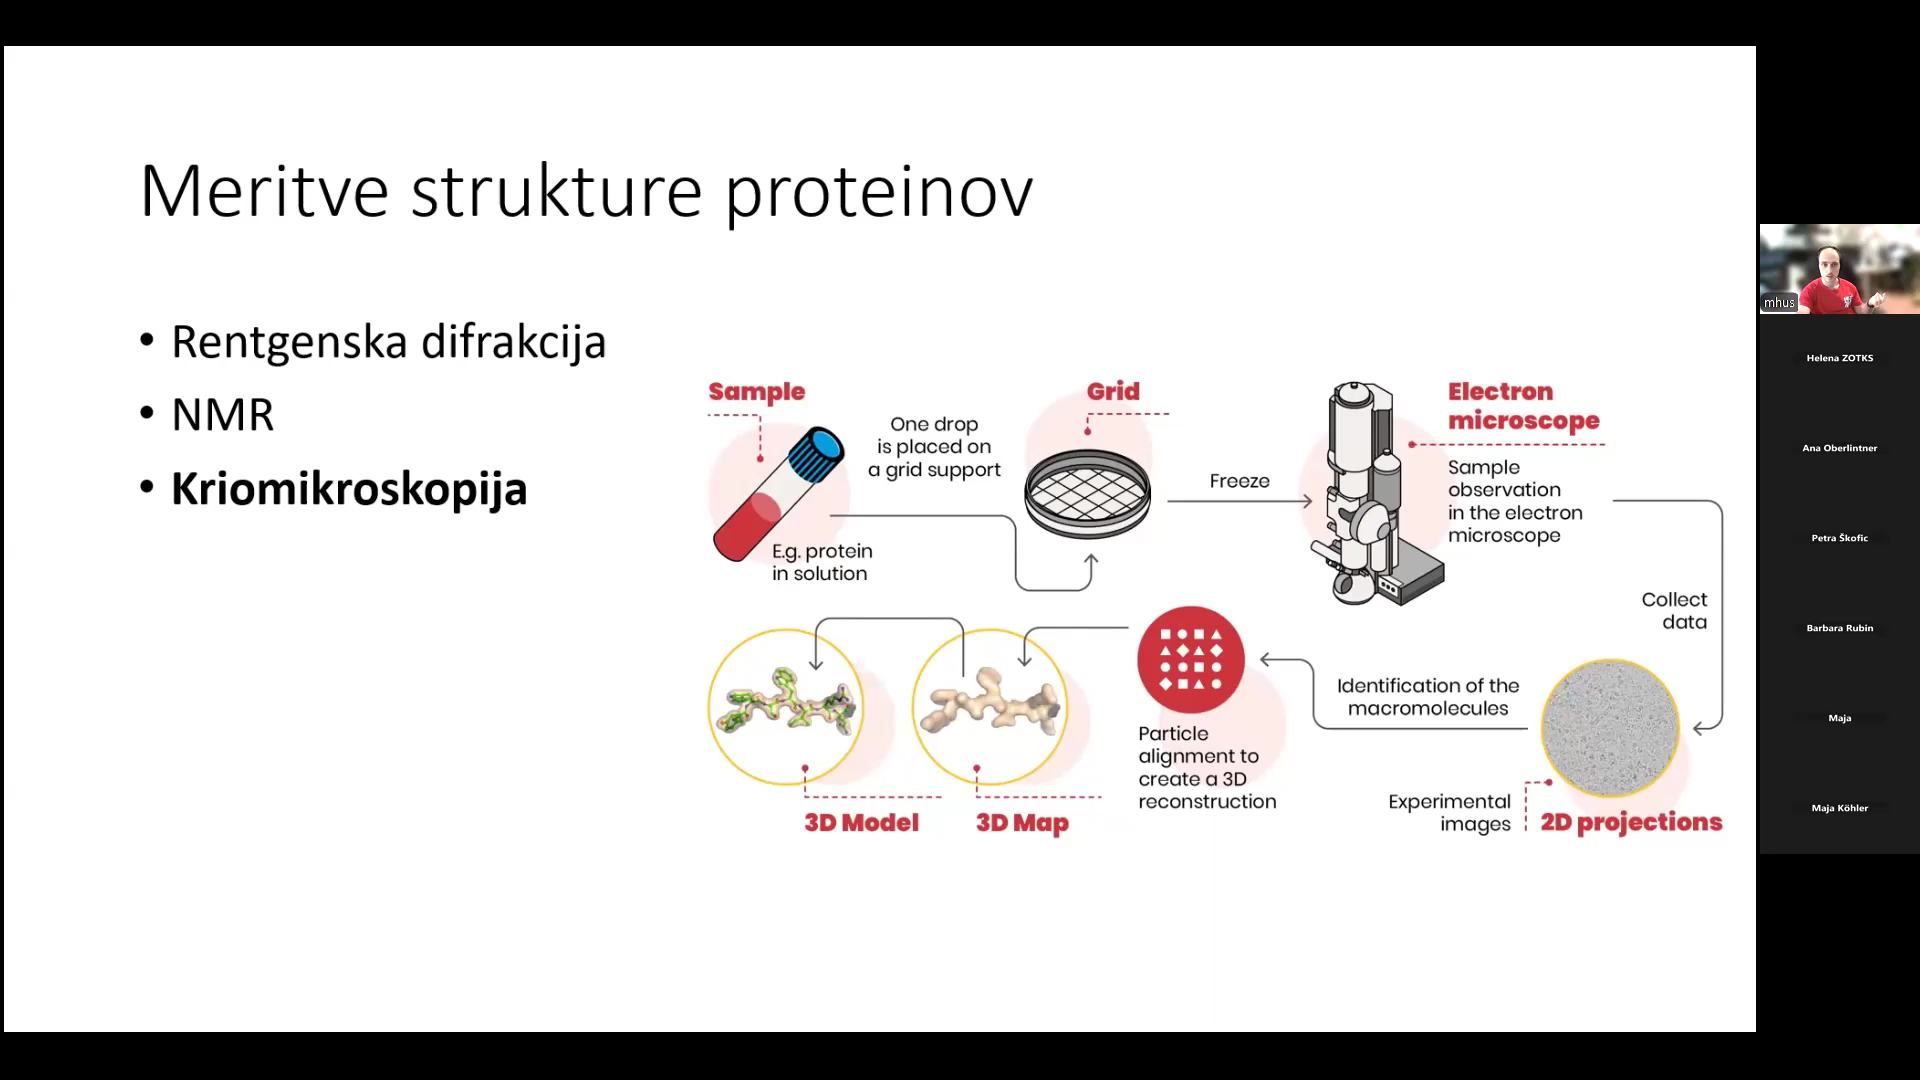 Meritve strukture proteinov
• Rentgenska difrakcija
• NMR
• Kriomikroskopija
Sample
E.g. protein
in solution
One drop
is placed on
a grid support
Grid
Freeze
Electron
microscope
Sample
observation
in the electron
microscope
Collect
data
2D projections
Experimental
images
Identification of the
macromolecules
Particle
alignment to
create a 3D
reconstruction
3D Map
3D Model
mhus
Helena ZOTKS
Ana Oberlintner
Petra Škofic
Barbara Rubin
Maja
Maja Köhler